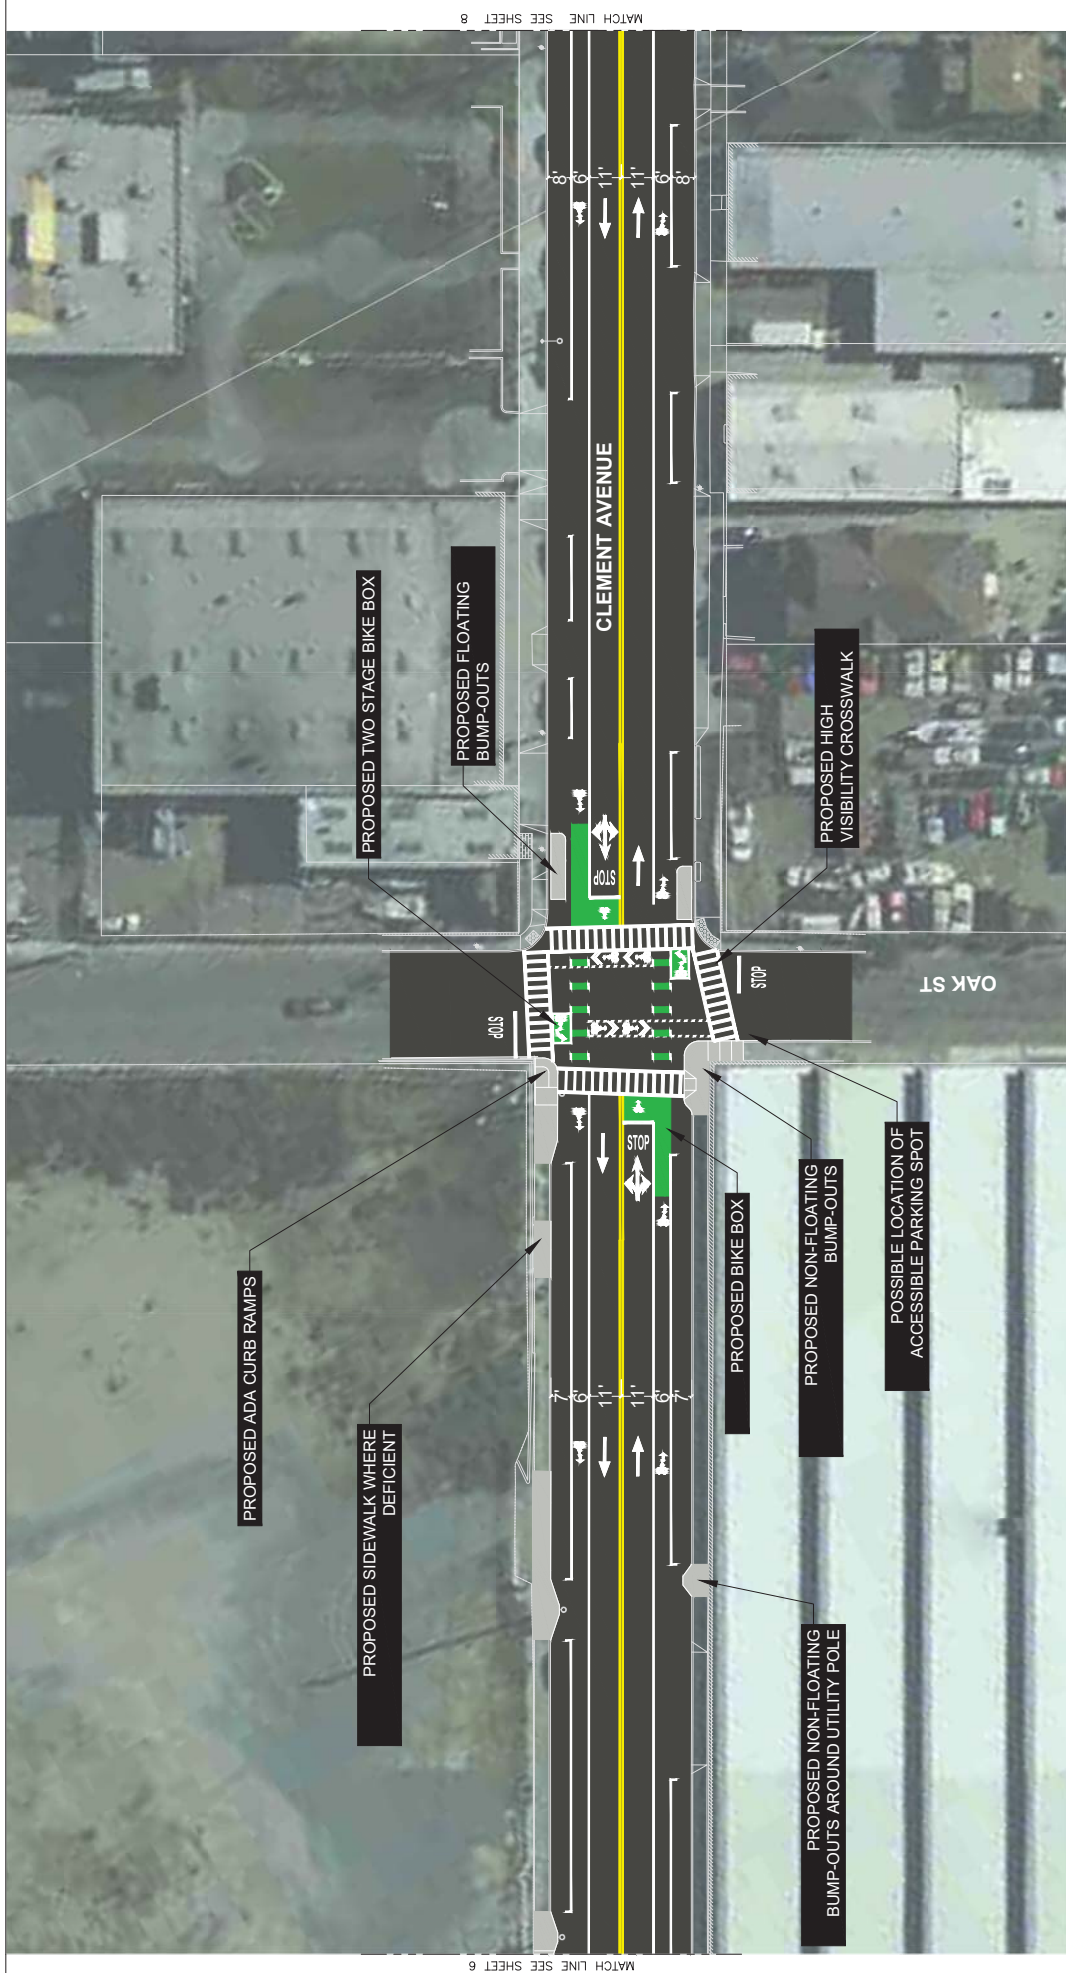 MATCH LINE SEE SHEET 8
8'
6'
11'
11'
6'
8'
CLEMENT AVENUE
PROPOSED TWO STAGE BIKE BOX
PROPOSED FLOATING
BUMP-OUTS
PROPOSED HIGH
VISIBILITY CROSSWALK
STOP
STOP
STOP
OAK ST
STOP
PROPOSED ADA CURB RAMPS
PROPOSED SIDEWALK WHERE
DEFICIENT
PROPOSED BIKE BOX
PROPOSED NON-FLOATING
BUMP-OUTS
POSSIBLE LOCATION OF
ACCESSIBLE PARKING SPOT
7'
6'
11'
11'
6'
7'
PROPOSED NON-FLOATING
BUMP-OUTS AROUND UTILITY POLE
MATCH LINE SEE SHEET 6